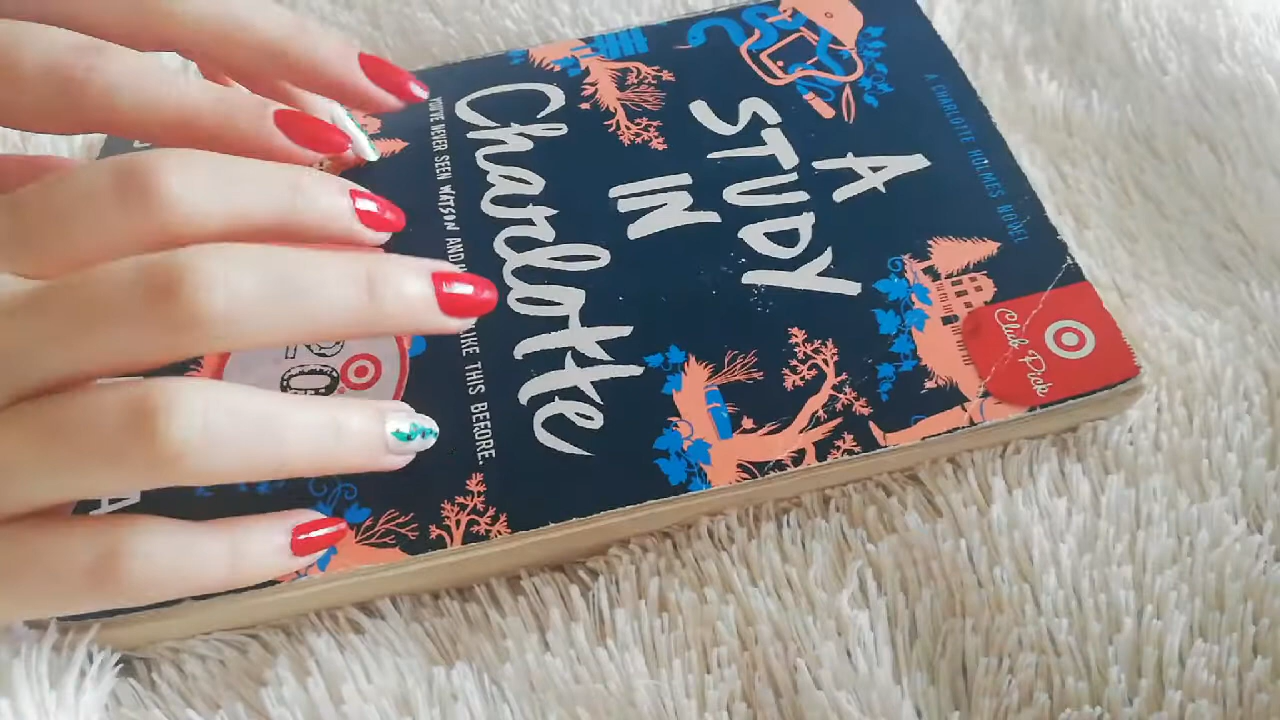 A CHARLOTTE HOLMES NOVEL
A
STUDY
IN
Charlotte
YOU'VE NEVER SEEN WATSON AND
LIKE THIS BEFORE.
Club Pick